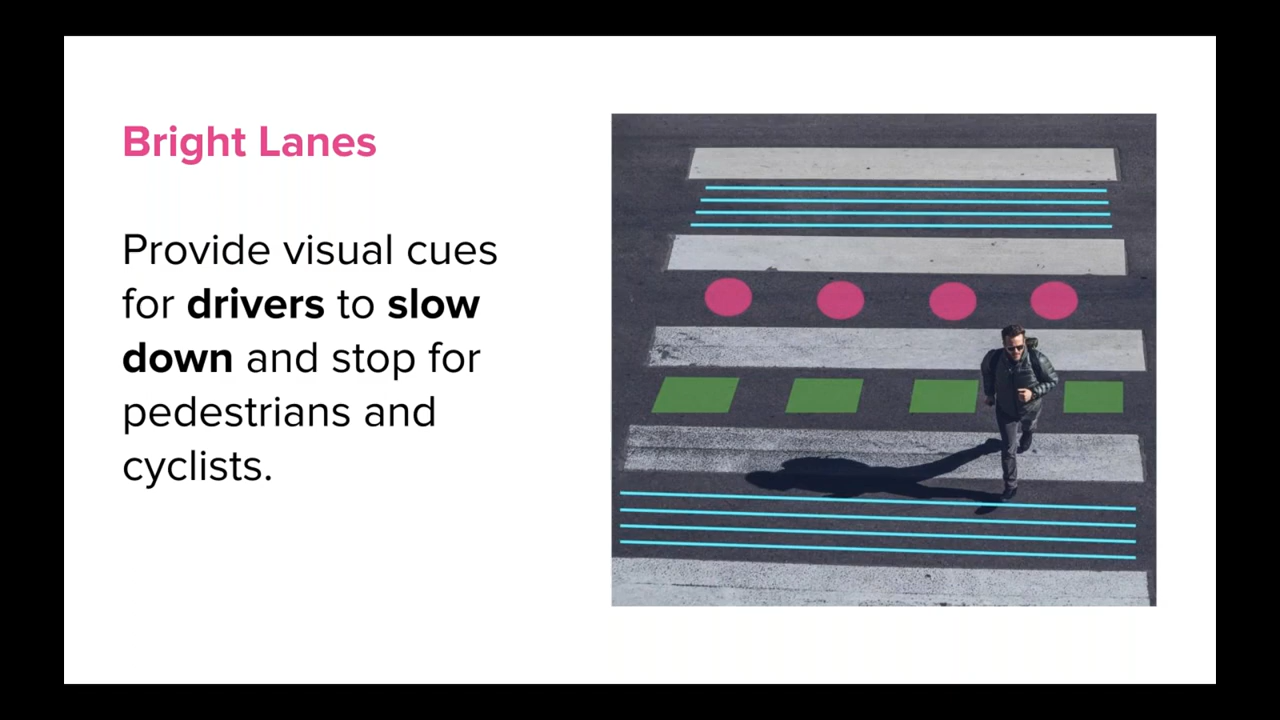 Bright Lanes
Provide visual cues
for drivers to slow
down and stop for
pedestrians and
cyclists.